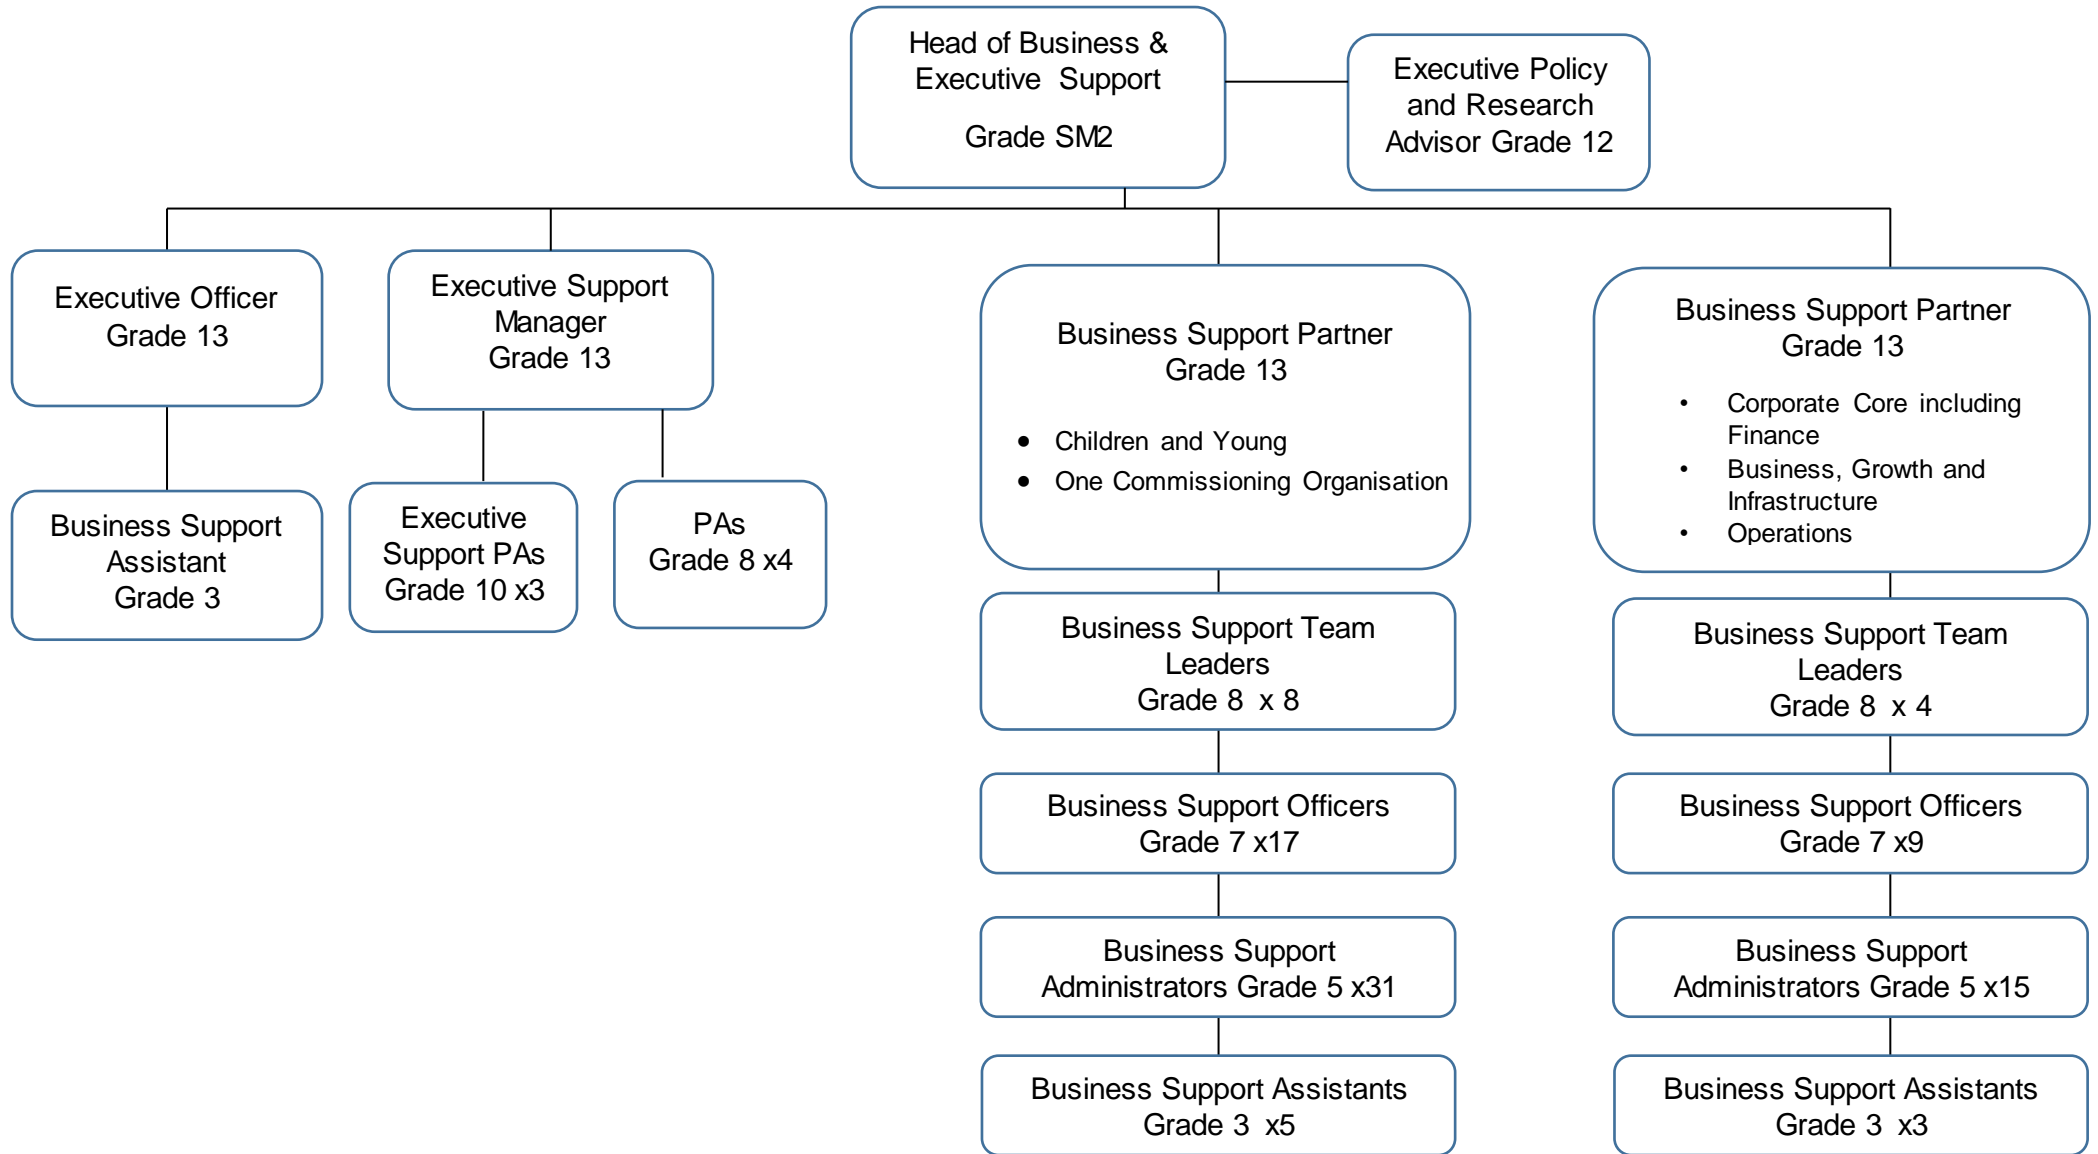 Head of Business &
Executive Support
Grade SM2
Executive Policy
and Research
Advisor Grade 12
Executive Officer
Grade 13
Executive Support
Manager
Grade 13
Business Support Partner
Grade 13
• Children and Young
• One Commissioning Organisation
Business Support Partner
Grade 13
• Corporate Core including
Finance
• Business, Growth and
Infrastructure
• Operations
Business Support
Assistant
Grade 3
Executive
Support PAs
Grade 10 x3
PAs
Grade 8 x4
Business Support Team
Leaders
Grade 8 x 8
Business Support Team
Leaders
Grade 8 x 4
Business Support Officers
Grade 7 x17
Business Support Officers
Grade 7 x9
Business Support
Administrators Grade 5 x31
Business Support
Administrators Grade 5 x15
Business Support Assistants
Grade 3 x5
Business Support Assistants
Grade 3 x3